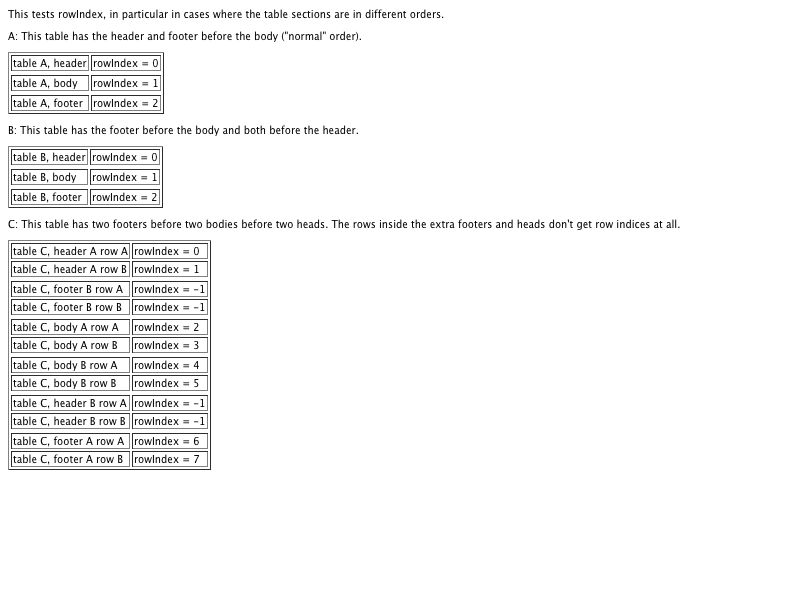 This tests rowIndex, in particular in cases where the table sections are in different orders.
A: This table has the header and footer before the body ("normal" order).
table A, header rowIndex = 0
table A, body rowIndex = 1
table A, footer rowIndex = 2
B: This table has the footer before the body and both before the header.
table B, header rowIndex = 0
table B, body rowIndex = 1
table B, footer rowIndex = 2
C: This table has two footers before two bodies before two heads. The rows inside the extra footers and heads don't get row indices at all.
table C, header A row A rowIndex = 0
table C, header A row B rowIndex = 1
table C, footer B row A rowIndex = -1
table C, footer B row B rowIndex = -1
table C, body A row A rowIndex = 2
table C, body A row B rowIndex = 3
table C, body B row A rowIndex = 4
table C, body B row B rowIndex = 5
table C, header B row A rowIndex = -1
table C, header B row B rowIndex = -1
table C, footer A row A rowIndex = 6
table C, footer A row B rowIndex = 7